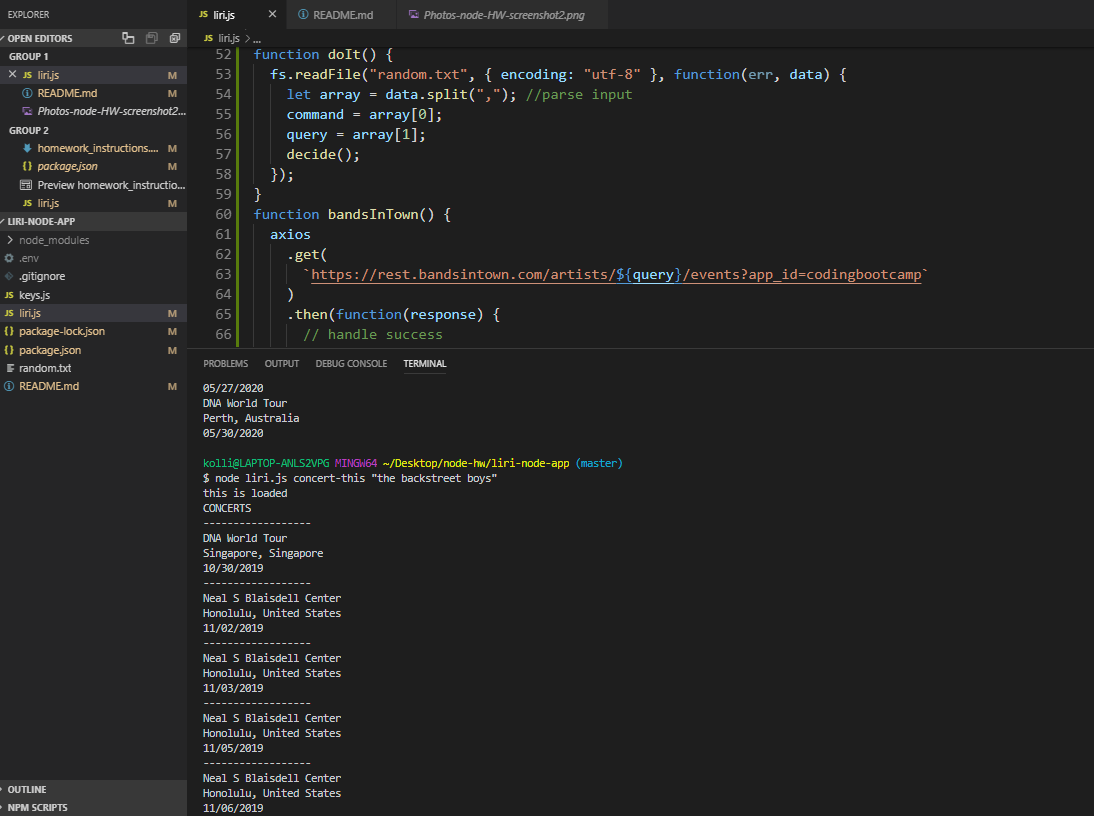 EXPLORER
OPEN EDITORS
GROUP 1
JS liri.js M
README.md M
Photos-node-HW-screenshot2...
GROUP 2
homework_instructions.... M
{} package.json M
Preview homework_instructio...
JS liri.js M
LIRI-NODE-APP
node_modules
.env
.gitignore
JS keys.js
JS liri.js M
{} package-lock.json M
{} package.json M
random.txt
README.md M
OUTLINE
NPM SCRIPTS
JS liri.js × README.md Photos-node-HW-screenshot2.png
JS liri.js > ...
52 function doIt() {
53 fs.readFile("random.txt", { encoding: "utf-8" }, function(err, data) {
54 let array = data.split(","); //parse input
55 command = array[0];
56 query = array[1];
57 decide();
58 });
59 }
60 function bandsInTown() {
61 axios
62 .get(
63 `https://rest.bandsintown.com/artists/${query}/events?app_id=codingbootcamp`
64 )
65 .then(function(response) {
66 // handle success
PROBLEMS OUTPUT DEBUG CONSOLE TERMINAL
05/27/2020
DNA World Tour
Perth, Australia
05/30/2020
kolli@LAPTOP-ANLS2VPG MINGW64 ~/Desktop/node-hw/liri-node-app (master)
$ node liri.js concert-this "the backstreet boys"
this is loaded
CONCERTS
------------------
DNA World Tour
Singapore, Singapore
10/30/2019
------------------
Neal S Blaisdell Center
Honolulu, United States
11/02/2019
------------------
Neal S Blaisdell Center
Honolulu, United States
11/03/2019
------------------
Neal S Blaisdell Center
Honolulu, United States
11/05/2019
------------------
Neal S Blaisdell Center
Honolulu, United States
11/06/2019